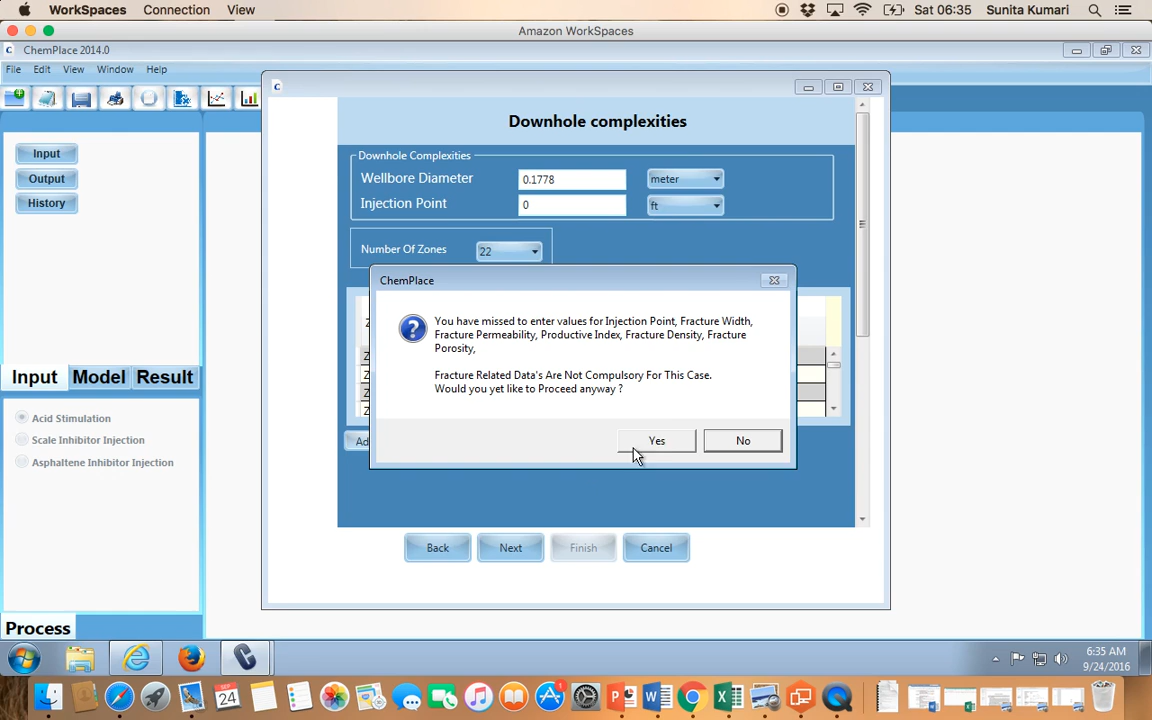 WorkSpaces Connection View Sat 06:35 Sunita Kumari
Amazon WorkSpaces
C ChemPlace 2014.0
File Edit View Window Help
C
Downhole complexities
Downhole Complexities
Wellbore Diameter 0.1778 meter
Injection Point 0 ft
Number Of Zones 22
Input
Output
History
ChemPlace
You have missed to enter values for Injection Point, Fracture Width,
Fracture Permeability, Productive Index, Fracture Density, Fracture
Porosity,
Fracture Related Data's Are Not Compulsory For This Case.
Would you yet like to Proceed anyway ?
Yes No
Input Model Result
Acid Stimulation
Scale Inhibitor Injection
Asphaltene Inhibitor Injection
Back Next Finish Cancel
Process
6:35 AM
9/24/2016
SEP
24